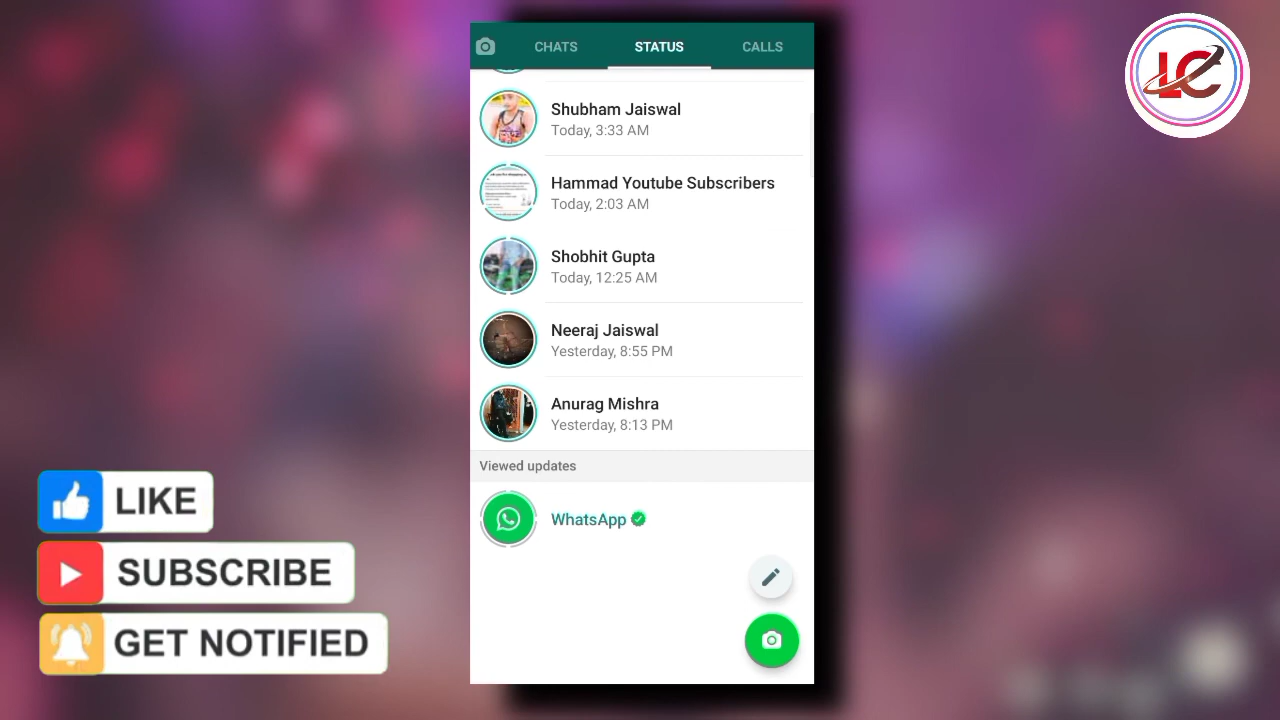 CHATS
STATUS
CALLS
Shubham Jaiswal
Today, 3:33 AM
Hammad Youtube Subscribers
Today, 2:03 AM
Shobhit Gupta
Today, 12:25 AM
Neeraj Jaiswal
Yesterday, 8:55 PM
Anurag Mishra
Yesterday, 8:13 PM
Viewed updates
WhatsApp
LIKE
SUBSCRIBE
GET NOTIFIED
LC